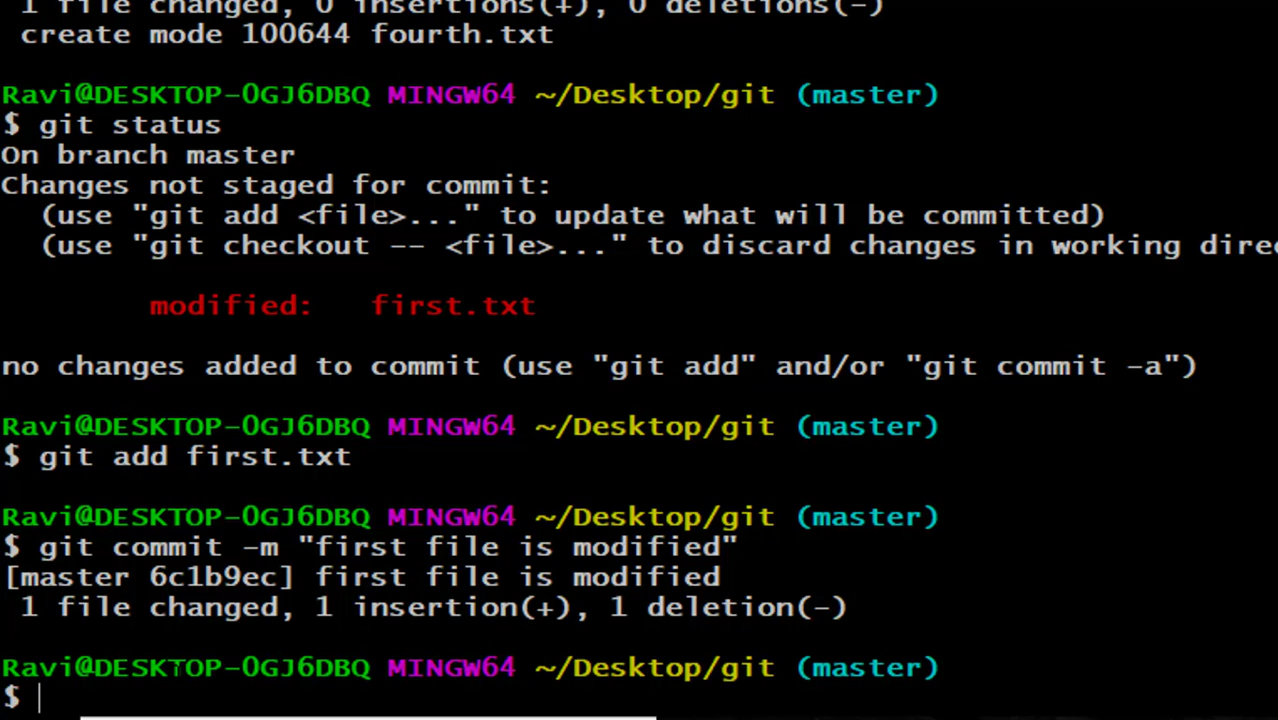 1 file changed, 0 insertions(+), 0 deletions(-)
create mode 100644 fourth.txt
Ravi@DESKTOP-0GJ6DBQ MINGW64 ~/Desktop/git (master)
$ git status
On branch master
Changes not staged for commit:
(use "git add <file>..." to update what will be committed)
(use "git checkout -- <file>..." to discard changes in working dire
modified: first.txt
no changes added to commit (use "git add" and/or "git commit -a")
Ravi@DESKTOP-0GJ6DBQ MINGW64 ~/Desktop/git (master)
$ git add first.txt
Ravi@DESKTOP-0GJ6DBQ MINGW64 ~/Desktop/git (master)
$ git commit -m "first file is modified"
[master 6c1b9ec] first file is modified
1 file changed, 1 insertion(+), 1 deletion(-)
Ravi@DESKTOP-0GJ6DBQ MINGW64 ~/Desktop/git (master)
$